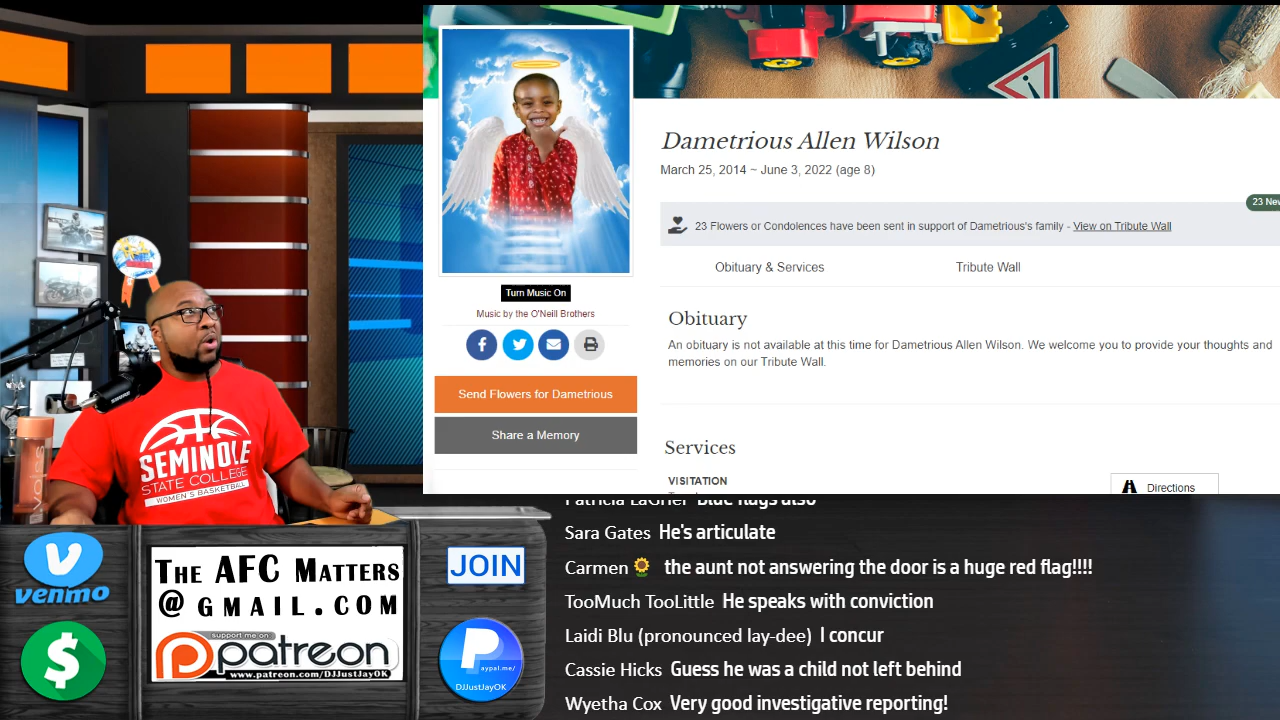 Dametrious Allen Wilson
March 25, 2014 ~ June 3, 2022 (age 8)
23 New
23 Flowers or Condolences have been sent in support of Dametrious's family - View on Tribute Wall
Obituary & Services
Tribute Wall
Turn Music On
Music by the O'Neill Brothers
Send Flowers for Dametrious
Share a Memory
Obituary
An obituary is not available at this time for Dametrious Allen Wilson. We welcome you to provide your thoughts and
memories on our Tribute Wall.
Services
VISITATION
Directions
SEMINOLE
STATE COLLEGE
WOMEN'S BASKETBALL
venmo
$
THE AFC MATTERS
@GMAIL.COM
support me on:
patreon
www.patreon.com/DJJustJayOK
JOIN
Paypal.me/
DJJustJayOK
Patricia LaGrier Blue flags also
Sara Gates He's articulate
Carmen🌻 the aunt not answering the door is a huge red flag!!!!
TooMuch TooLittle He speaks with conviction
Laidi Blu (pronounced lay-dee) I concur
Cassie Hicks Guess he was a child not left behind
Wyetha Cox Very good investigative reporting!